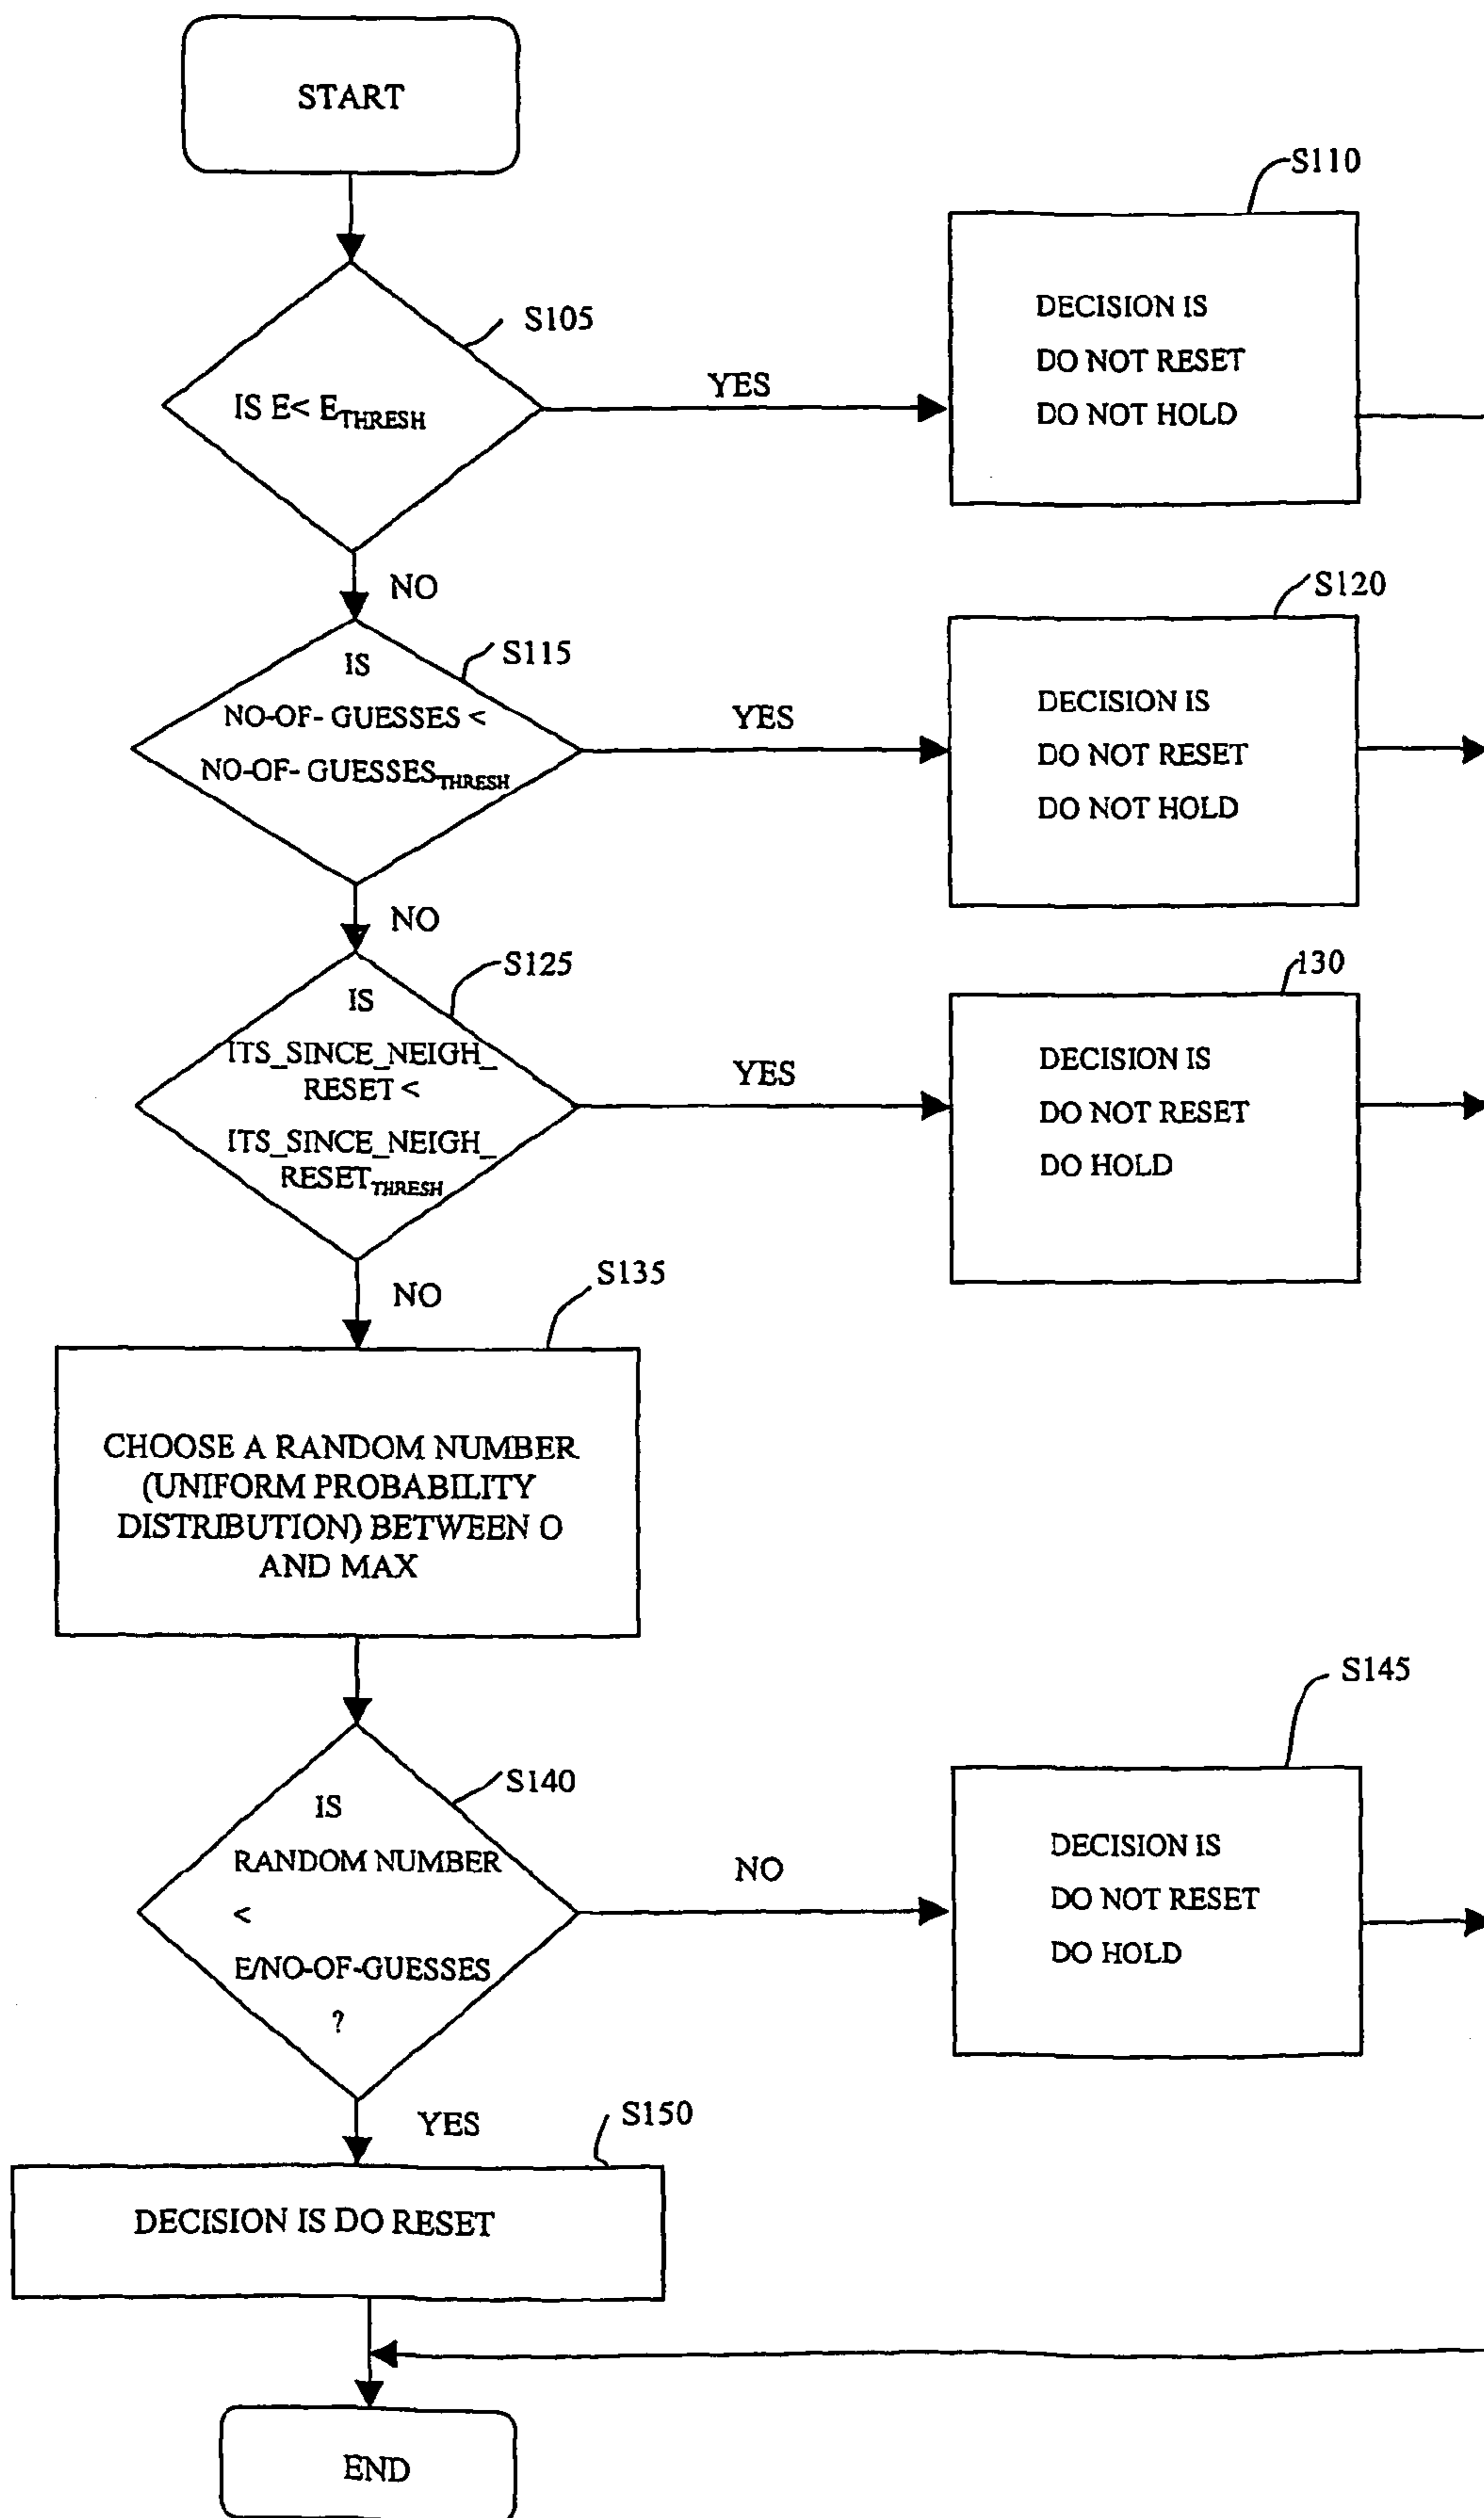 START
S110
S105
DECISION IS
DO NOT RESET
DO NOT HOLD
YES
IS E< E_THRESH
NO
S120
S115
IS
NO-OF- GUESSES <
NO-OF- GUESSES_THRESH
YES
DECISION IS
DO NOT RESET
DO NOT HOLD
NO
S125
130
IS
ITS_SINCE_NEIGH_
RESET <
ITS_SINCE_NEIGH_
RESET_THRESH
YES
DECISION IS
DO NOT RESET
DO HOLD
S135
NO
CHOOSE A RANDOM NUMBER
(UNIFORM PROBABILITY
DISTRIBUTION) BETWEEN O
AND MAX
S145
S140
IS
RANDOM NUMBER
<
E/NO-OF-GUESSES
?
NO
DECISION IS
DO NOT RESET
DO HOLD
YES
S150
DECISION IS DO RESET
END